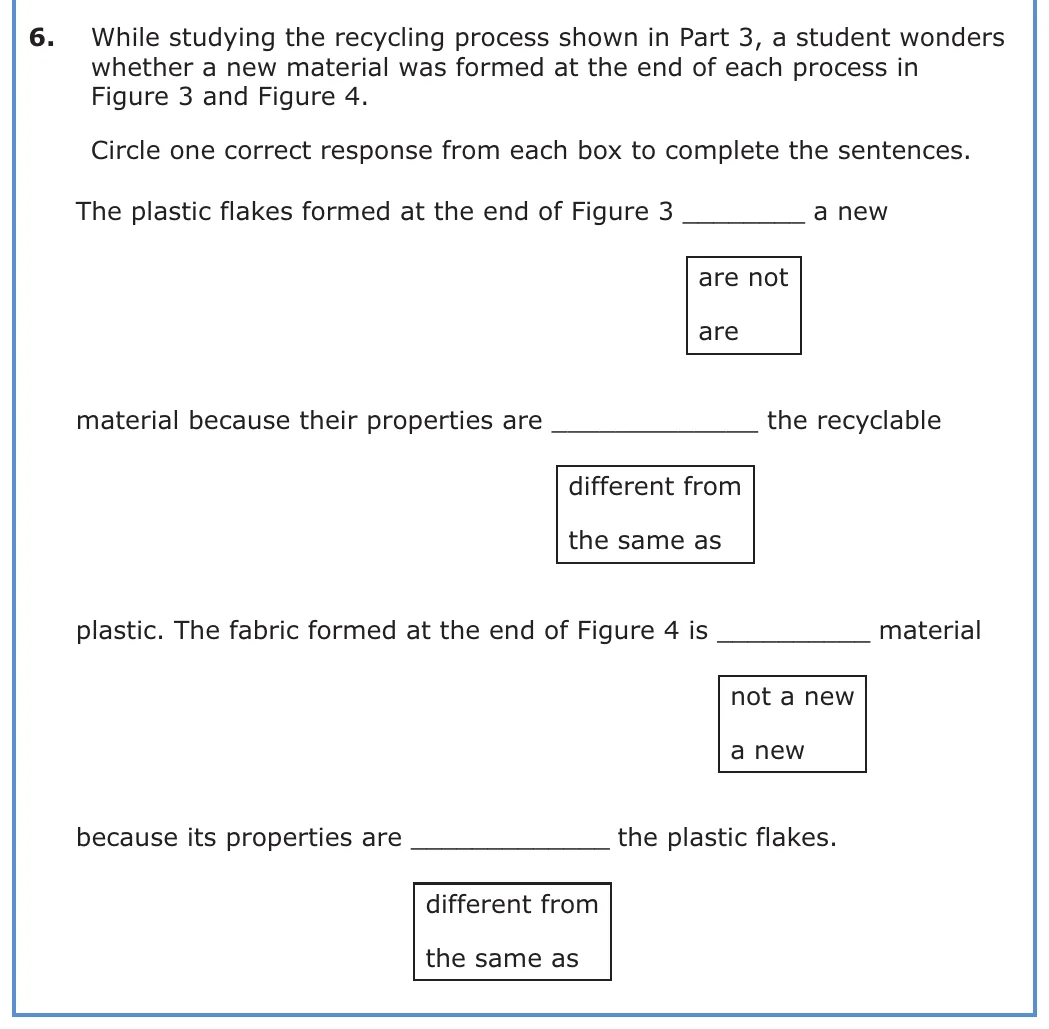 6. While studying the recycling process shown in Part 3, a student wonders
whether a new material was formed at the end of each process in
Figure 3 and Figure 4.
Circle one correct response from each box to complete the sentences.
The plastic flakes formed at the end of Figure 3 ________ a new
are not
are
material because their properties are ______________ the recyclable
different from
the same as
plastic. The fabric formed at the end of Figure 4 is __________ material
not a new
a new
because its properties are _____________ the plastic flakes.
different from
the same as